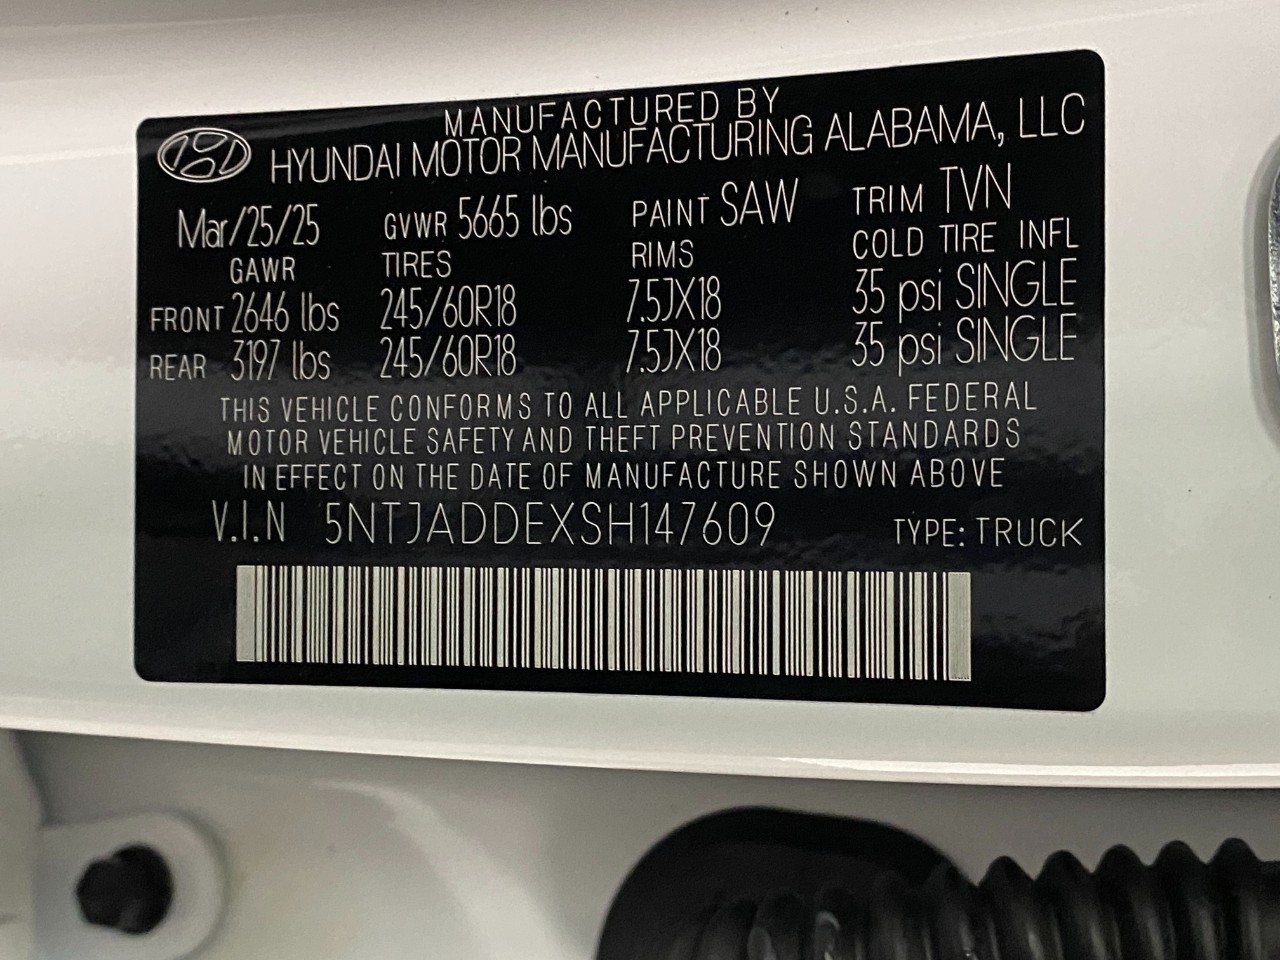 MANUFACTURED BY
HYUNDAI MOTOR MANUFACTURING ALABAMA, LLC
Mar/25/25 GVWR 5665 lbs PAINT SAW TRIM TVN
GAWR TIRES RIMS COLD TIRE INFL
FRONT 2646 lbs 245/60R18 7.5JX18 35 psi SINGLE
REAR 3197 lbs 245/60R18 7.5JX18 35 psi SINGLE
THIS VEHICLE CONFORMS TO ALL APPLICABLE U.S.A. FEDERAL
MOTOR VEHICLE SAFETY AND THEFT PREVENTION STANDARDS
IN EFFECT ON THE DATE OF MANUFACTURE SHOWN ABOVE
V.I.N 5NTJADDEXSH147609 TYPE: TRUCK